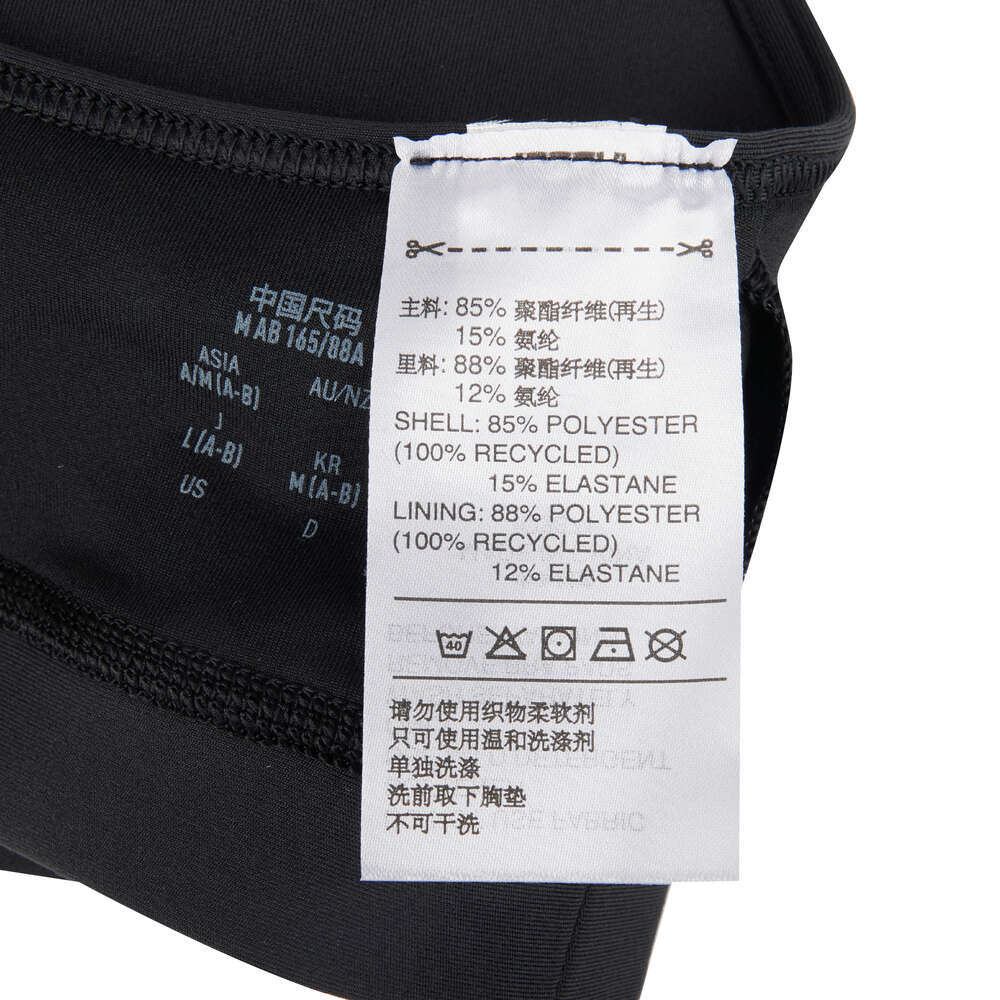 中国尺码
M AB 165/88A
ASIA
A/M (A-B)
AU/NZ
J
L (A-B)
KR
M (A-B)
US
D
主料: 85% 聚酯纤维(再生)
15% 氨纶
里料: 88% 聚酯纤维(再生)
12% 氨纶
SHELL: 85% POLYESTER
(100% RECYCLED)
15% ELASTANE
LINING: 88% POLYESTER
(100% RECYCLED)
12% ELASTANE
40
请勿使用织物柔软剂
只可使用温和洗涤剂
单独洗涤
洗前取下胸垫
不可干洗